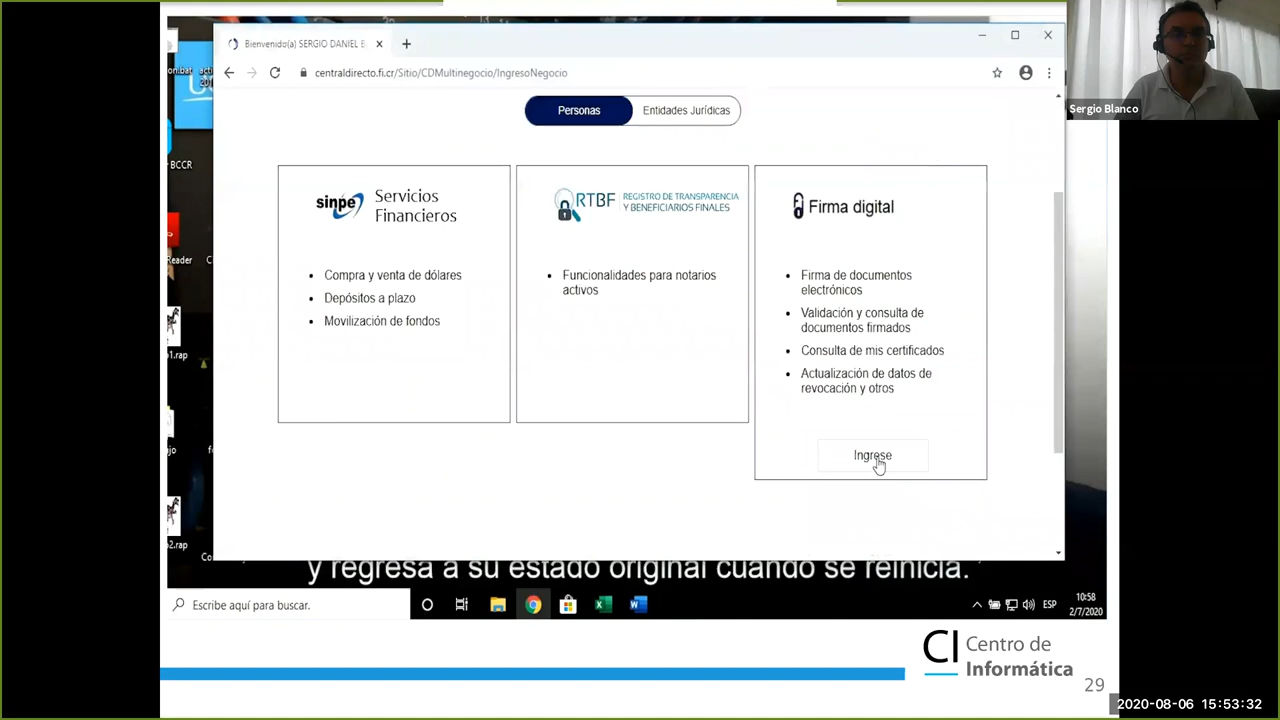 Bienvenido(a) SERGIO DANIEL
centraldirecto.fi.cr/Sitio/CDMultinegocio/IngresoNegocio
Personas
Entidades Jurídicas
sinpe
Servicios
Financieros
• Compra y venta de dólares
• Depósitos a plazo
• Movilización de fondos
RTBF
REGISTRO DE TRANSPARENCIA
Y BENEFICIARIOS FINALES
• Funcionalidades para notarios
activos
Firma digital
• Firma de documentos
electrónicos
• Validación y consulta de
documentos firmados
• Consulta de mis certificados
• Actualización de datos de
revocación y otros
Ingrese
Sergio Blanco
BCCR
Reader
y regresa a su estado original cuando se reinicia.
Escribe aquí para buscar.
ESP
10:58
2/7/2020
CI Centro de
Informática
29
2020-08-06 15:53:32